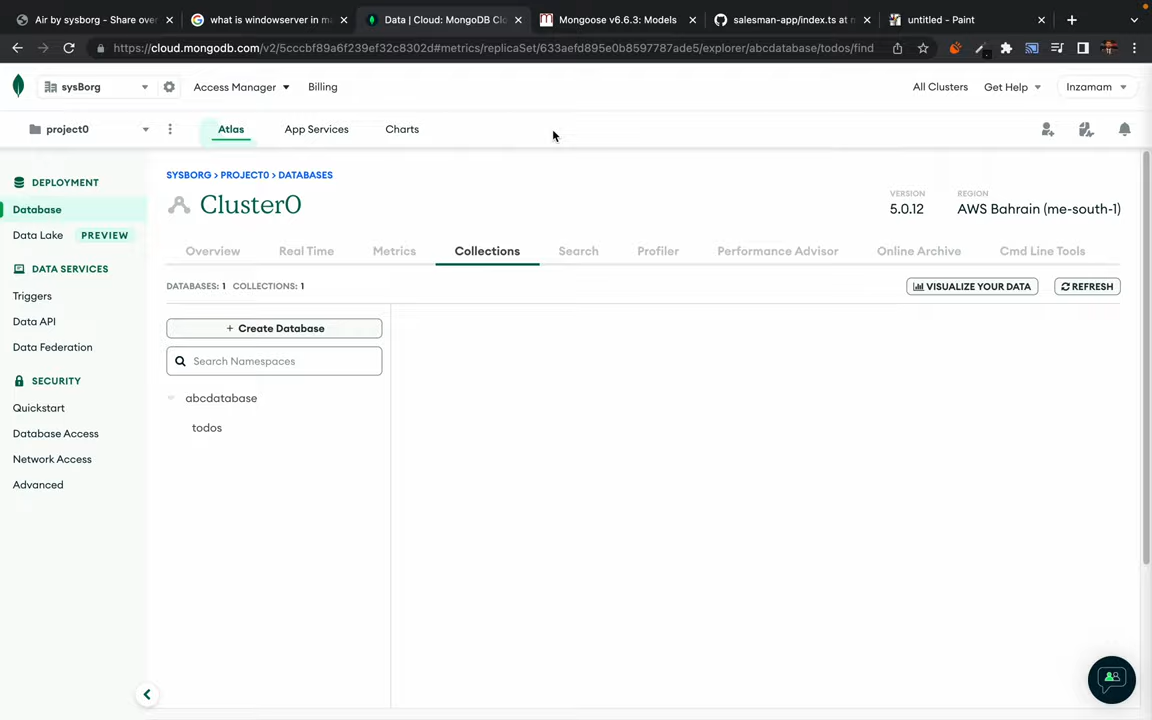 Air by sysborg - Share over
what is windowserver in m
Data | Cloud: MongoDB Clo
Mongoose v6.6.3: Models
salesman-app/index.ts at
untitled - Paint
https://cloud.mongodb.com/v2/5cccbf89a6f239ef32c8302d#metrics/replicaSet/633aefd895e0b8597787ade5/explorer/abcdatabase/todos/find
sysBorg
Access Manager
Billing
All Clusters
Get Help
Inzamam
project0
Atlas
App Services
Charts
DEPLOYMENT
Database
Data Lake PREVIEW
DATA SERVICES
Triggers
Data API
Data Federation
SECURITY
Quickstart
Database Access
Network Access
Advanced
SYSBORG > PROJECT0 > DATABASES
Cluster0
VERSION
5.0.12
REGION
AWS Bahrain (me-south-1)
Overview
Real Time
Metrics
Collections
Search
Profiler
Performance Advisor
Online Archive
Cmd Line Tools
DATABASES: 1 COLLECTIONS: 1
VISUALIZE YOUR DATA
REFRESH
+ Create Database
Search Namespaces
abcdatabase
todos